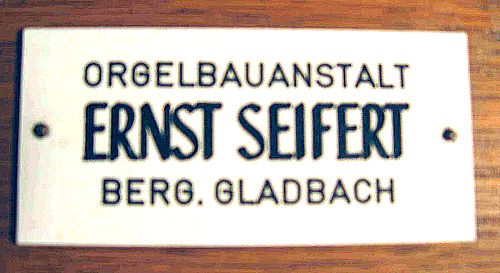 ORGELBAUANSTALT
ERNST SEIFERT
BERG. GLADBACH